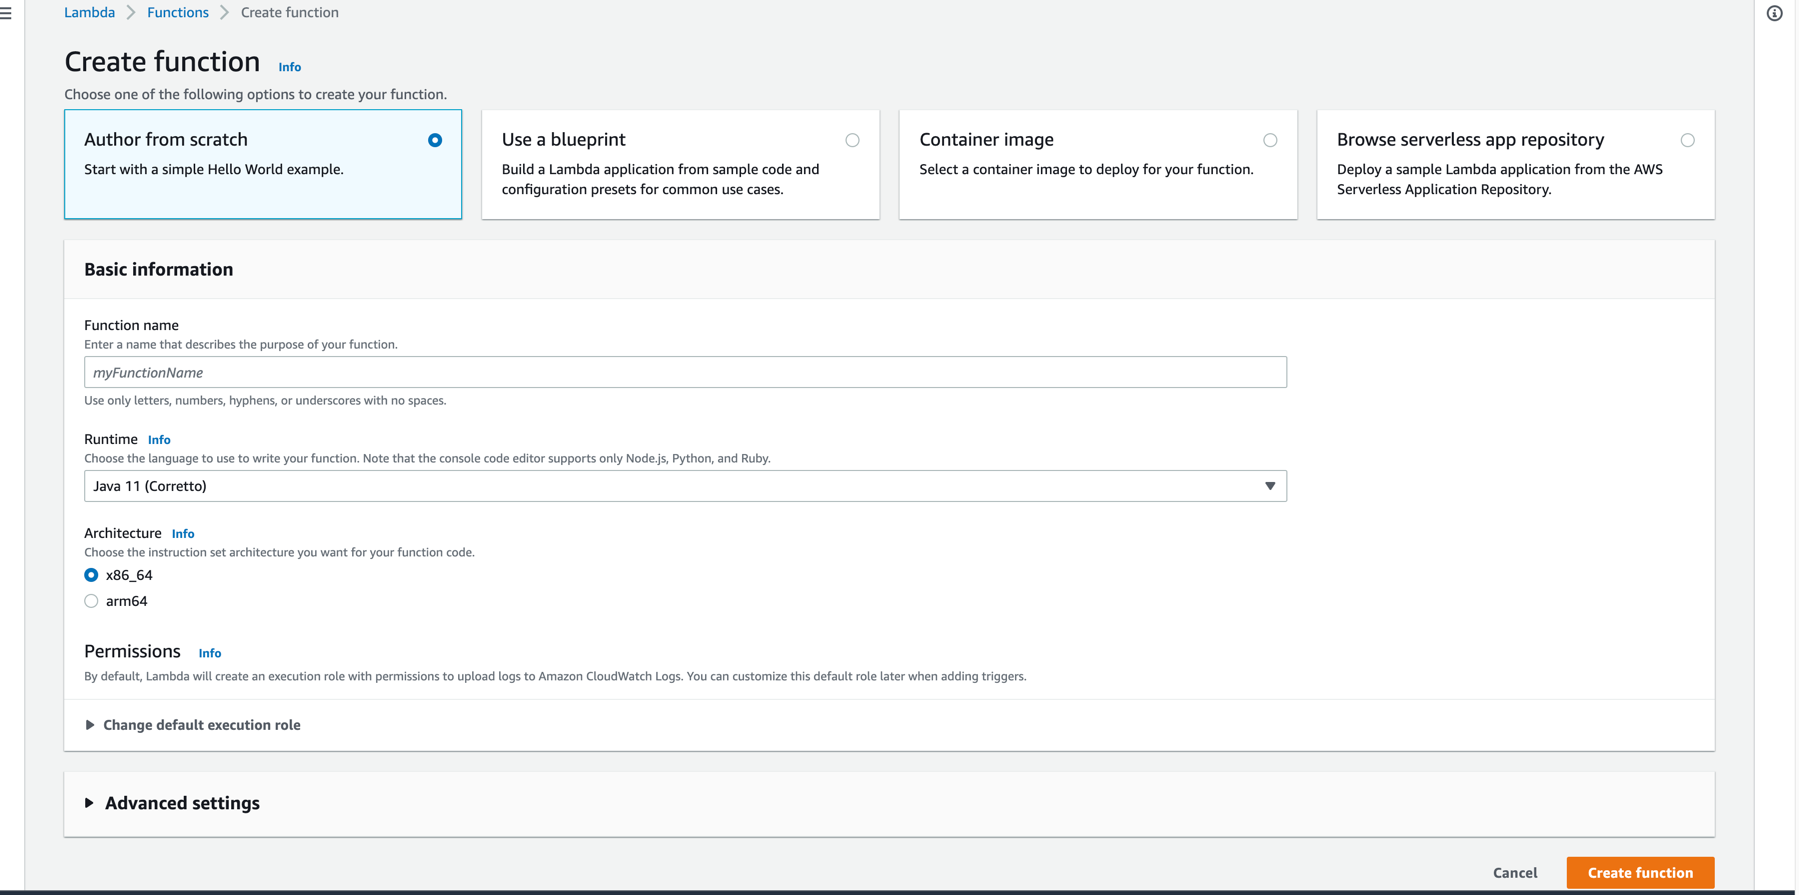 Lambda > Functions > Create function
Create function Info
Choose one of the following options to create your function.
Author from scratch
Start with a simple Hello World example.
Use a blueprint
Build a Lambda application from sample code and
configuration presets for common use cases.
Container image
Select a container image to deploy for your function.
Browse serverless app repository
Deploy a sample Lambda application from the AWS
Serverless Application Repository.
Basic information
Function name
Enter a name that describes the purpose of your function.
myFunctionName
Use only letters, numbers, hyphens, or underscores with no spaces.
Runtime Info
Choose the language to use to write your function. Note that the console code editor supports only Node.js, Python, and Ruby.
Java 11 (Corretto)
Architecture Info
Choose the instruction set architecture you want for your function code.
x86_64
arm64
Permissions Info
By default, Lambda will create an execution role with permissions to upload logs to Amazon CloudWatch Logs. You can customize this default role later when adding triggers.
Change default execution role
Advanced settings
Cancel Create function